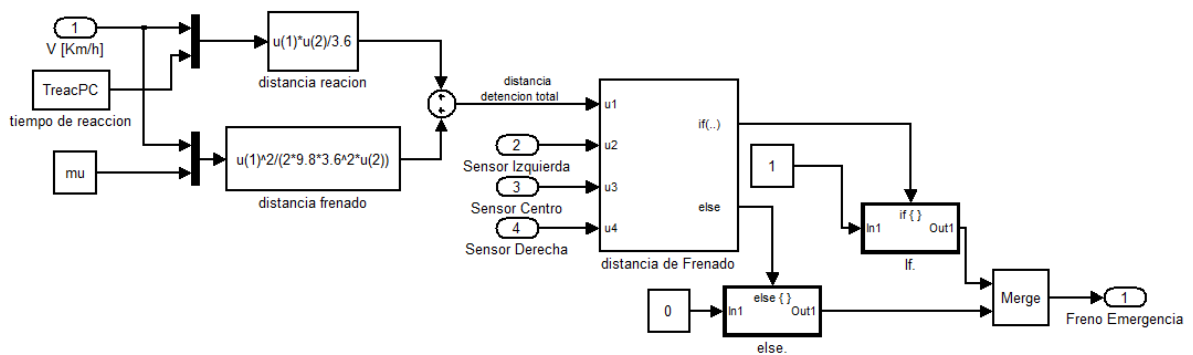 1
V [Km/h]
TreacPC
tiempo de reaccion
mu
u(1)*u(2)/3.6
distancia reacion
u(1)^2/(2*9.8*3.6^2*u(2))
distancia frenado
+
+
distancia
detencion total
2
Sensor Izquierda
3
Sensor Centro
4
Sensor Derecha
u1
u2
u3
u4
if(..)
else
distancia de Frenado
1
if { }
In1
Out1
If.
0
else { }
In1
Out1
else.
Merge
1
Freno Emergencia